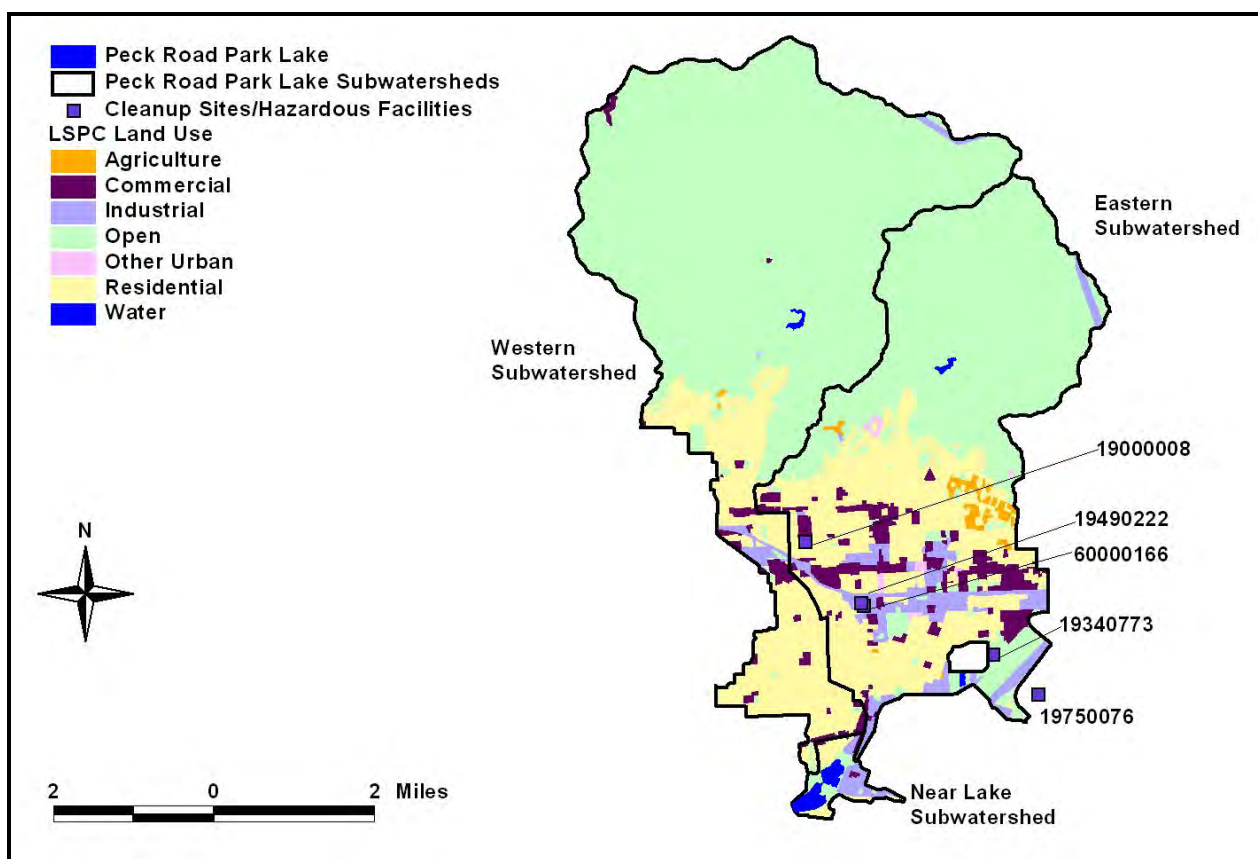 Peck Road Park Lake
Peck Road Park Lake Subwatersheds
Cleanup Sites/Hazardous Facilities
LSPC Land Use
Agriculture
Commercial
Industrial
Open
Other Urban
Residential
Water
Eastern
Subwatershed
Western
Subwatershed
19000008
19490222
60000166
19340773
19750076
N
2 0 2 Miles
Near Lake
Subwatershed